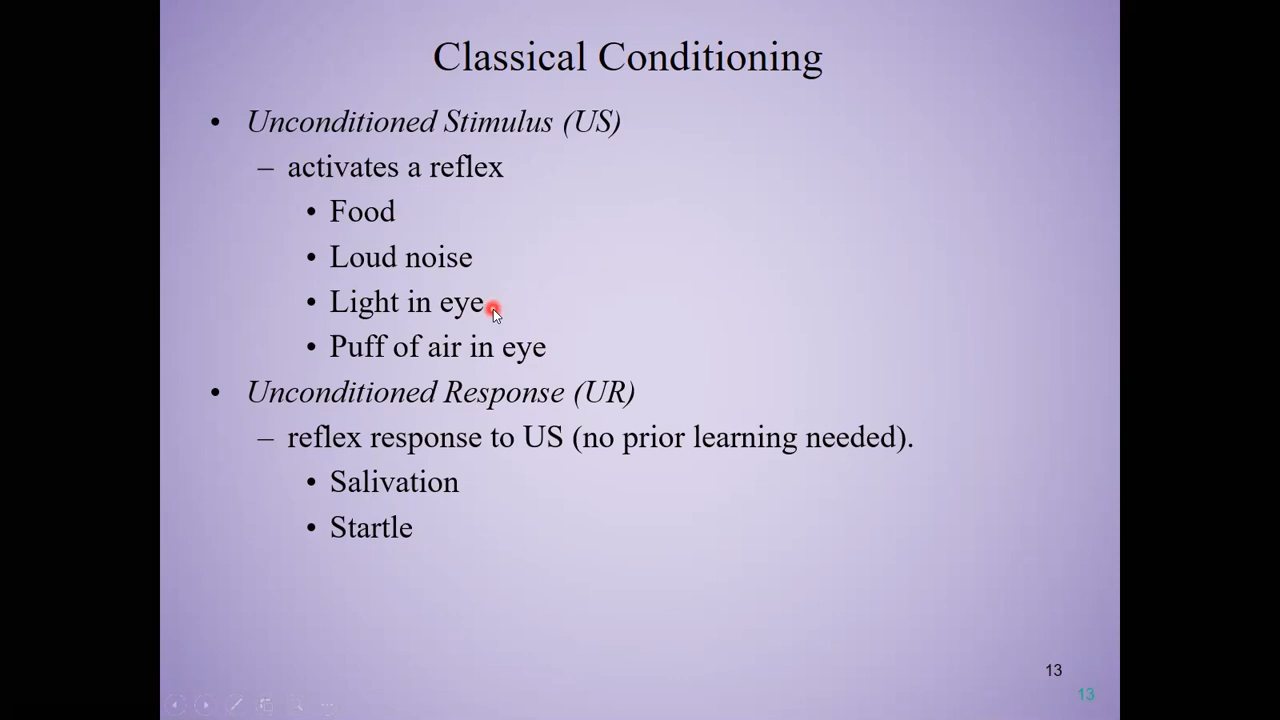 Classical Conditioning
• Unconditioned Stimulus (US)
– activates a reflex
• Food
• Loud noise
• Light in eye
• Puff of air in eye
• Unconditioned Response (UR)
– reflex response to US (no prior learning needed).
• Salivation
• Startle
13
13